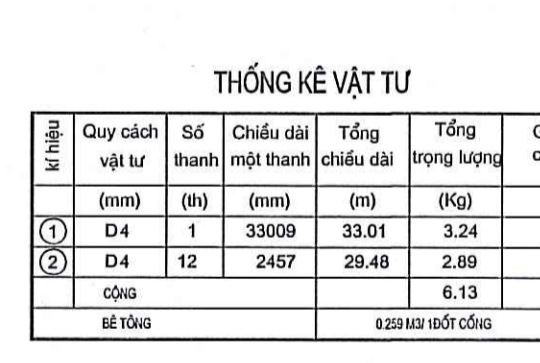 THỐNG KÊ VẬT TƯ
kí hiệu Quy cách vật tư Số thanh Chiều dài một thanh Tổng chiều dài Tổng trọng lượng
(mm) (th) (mm) (m) (Kg)
1 D4 1 33009 33.01 3.24
2 D4 12 2457 29.48 2.89
CỘNG 6.13
BÊ TÔNG 0.259 M3/ 1ĐỐT CỐNG